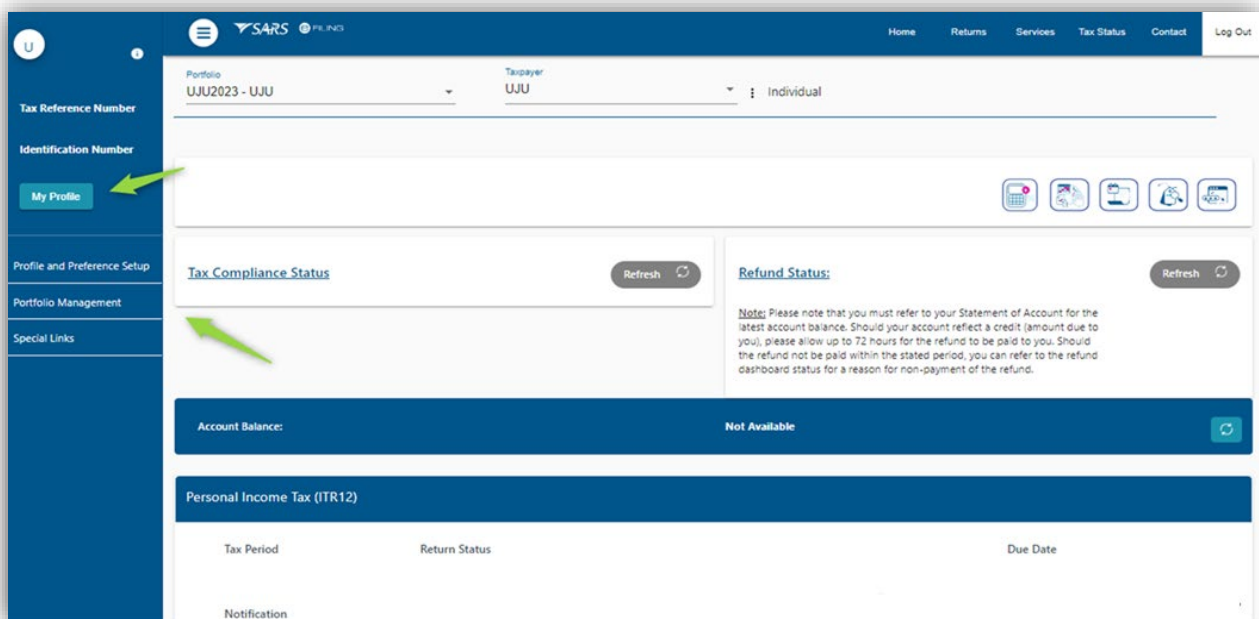 U
SARS eFILING
Home Returns Services Tax Status Contact Log Out
Portfolio
UJU2023 - UJU
Taxpayer
UJU
Individual
Tax Reference Number
Identification Number
My Profile
Profile and Preference Setup
Portfolio Management
Special Links
Tax Compliance Status
Refresh
Refund Status:
Refresh
Note: Please note that you must refer to your Statement of Account for the
latest account balance. Should your account reflect a credit (amount due to
you), please allow up to 72 hours for the refund to be paid to you. Should
the refund not be paid within the stated period, you can refer to the refund
dashboard status for a reason for non-payment of the refund.
Account Balance: Not Available
Personal Income Tax (ITR12)
Tax Period Return Status Due Date
Notification